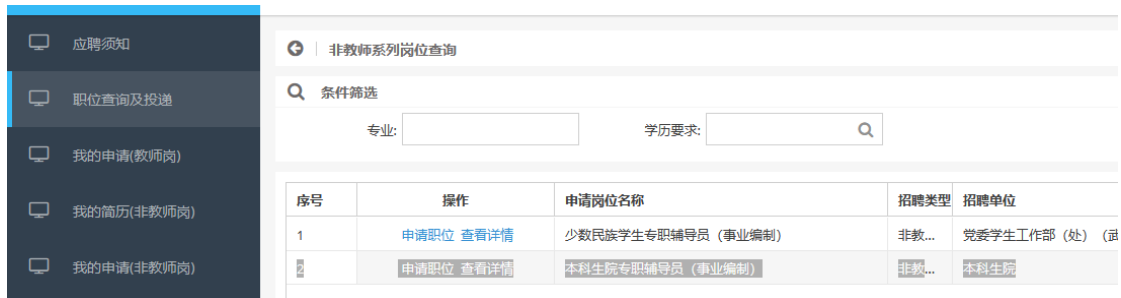 应聘须知
职位查询及投递
我的申请(教师岗)
我的简历(非教师岗)
我的申请(非教师岗)
非教师系列岗位查询
条件筛选
专业: 学历要求:
序号 操作 申请岗位名称 招聘类型 招聘单位
1 申请职位 查看详情 少数民族学生专职辅导员（事业编制） 非教... 党委学生工作部（处）（武
2 申请职位 查看详情 本科生院专职辅导员（事业编制） 非教... 本科生院